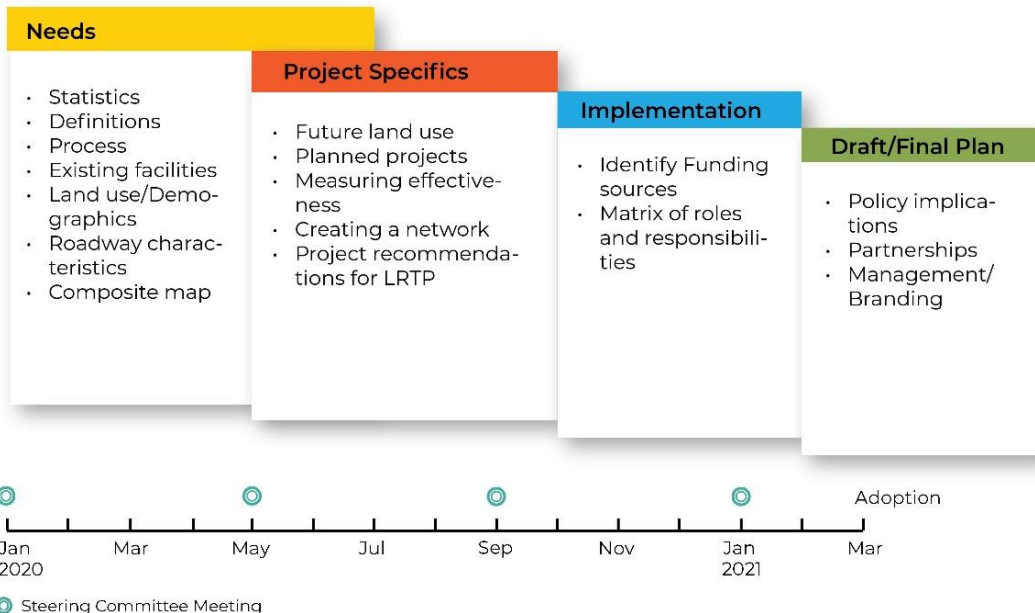 Needs
• Statistics
• Definitions
• Process
• Existing facilities
• Land use/Demo-
graphics
• Roadway charac-
teristics
• Composite map
Project Specifics
• Future land use
• Planned projects
• Measuring effective-
ness
• Creating a network
• Project recommenda-
tions for LRTP
Implementation
• Identify Funding
sources
• Matrix of roles
and responsibili-
ties
Draft/Final Plan
• Policy implica-
tions
• Partnerships
• Management/
Branding
Adoption
Jan
2020
Mar
May
Jul
Sep
Nov
Jan
2021
Mar
Steering Committee Meeting